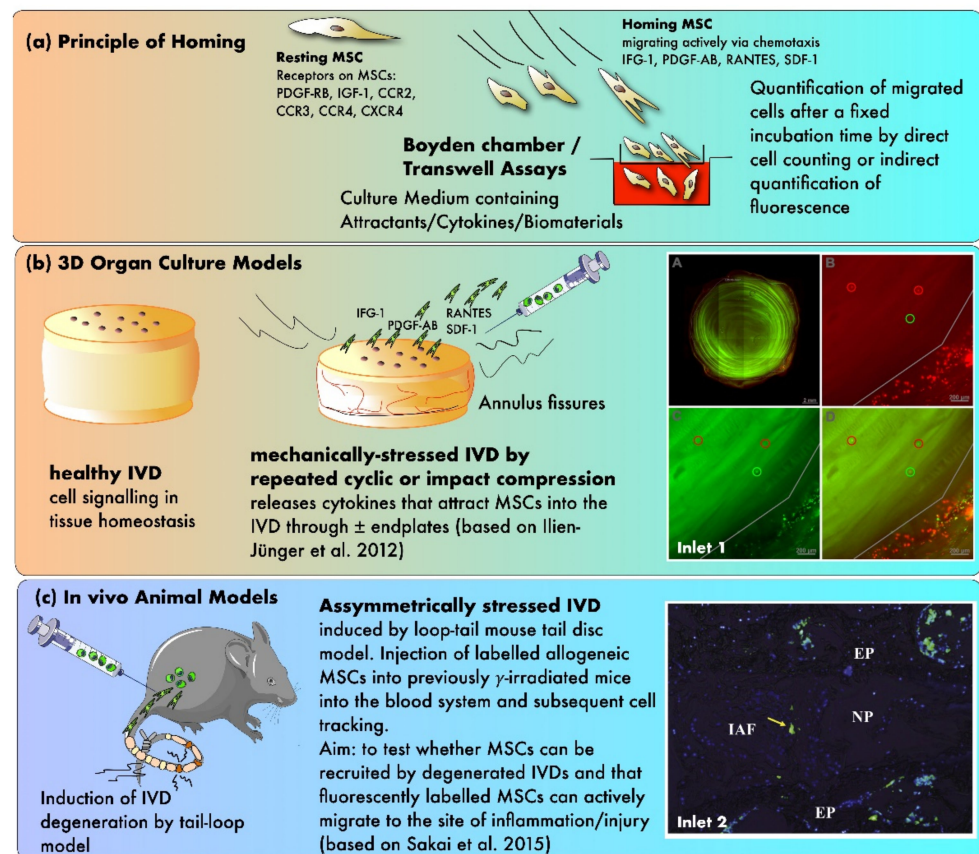 (a) Principle of Homing
Resting MSC
Receptors on MSCs:
PDGF-RB, IGF-1, CCR2,
CCR3, CCR4, CXCR4
Homing MSC
migrating actively via chemotaxis
IFG-1, PDGF-AB, RANTES, SDF-1
Boyden chamber /
Transwell Assays
Culture Medium containing
Attractants/Cytokines/Biomaterials
Quantification of migrated
cells after a fixed
incubation time by direct
cell counting or indirect
quantification of
fluorescence
(b) 3D Organ Culture Models
IFG-1
PDGF-AB
RANTES
SDF-1
Annulus fissures
healthy IVD
cell signalling in
tissue homeostasis
mechanically-stressed IVD by
repeated cyclic or impact compression
releases cytokines that attract MSCs into the
IVD through ± endplates (based on Illien-
Jünger et al. 2012)
A
2 mm
B
200 µm
C
200 µm
D
200 µm
Inlet 1
(c) In vivo Animal Models
Induction of IVD
degeneration by tail-loop
model
Assymmetrically stressed IVD
induced by loop-tail mouse tail disc
model. Injection of labelled allogeneic
MSCs into previously γ-irradiated mice
into the blood system and subsequent cell
tracking.
Aim: to test whether MSCs can be
recruited by degenerated IVDs and that
fluorescently labelled MSCs can actively
migrate to the site of inflammation/injury
(based on Sakai et al. 2015)
EP
IAF
NP
EP
Inlet 2